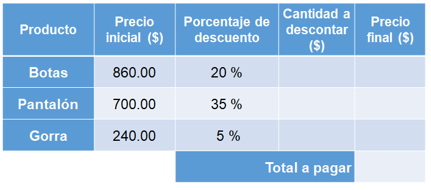 Producto Precio inicial ($) Porcentaje de descuento Cantidad a descontar ($) Precio final ($)
Botas 860.00 20 %
Pantalón 700.00 35 %
Gorra 240.00 5 %
Total a pagar